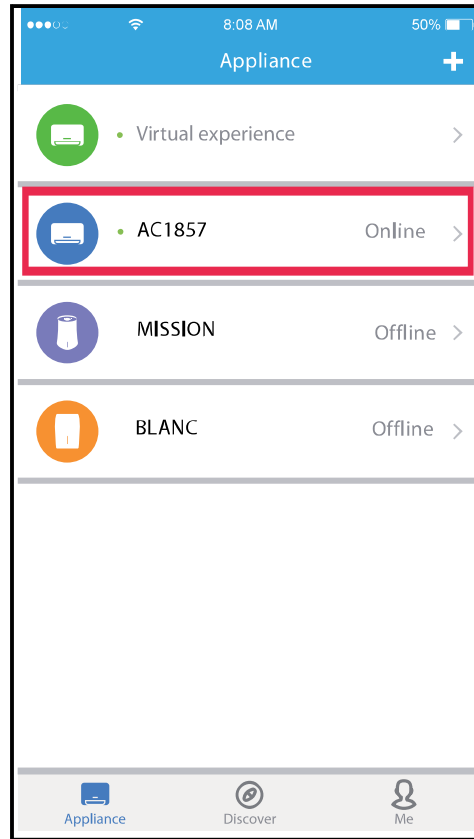 8:08 AM
50%
Appliance
Virtual experience
AC1857
Online
MISSION
Offline
BLANC
Offline
Appliance
Discover
Me